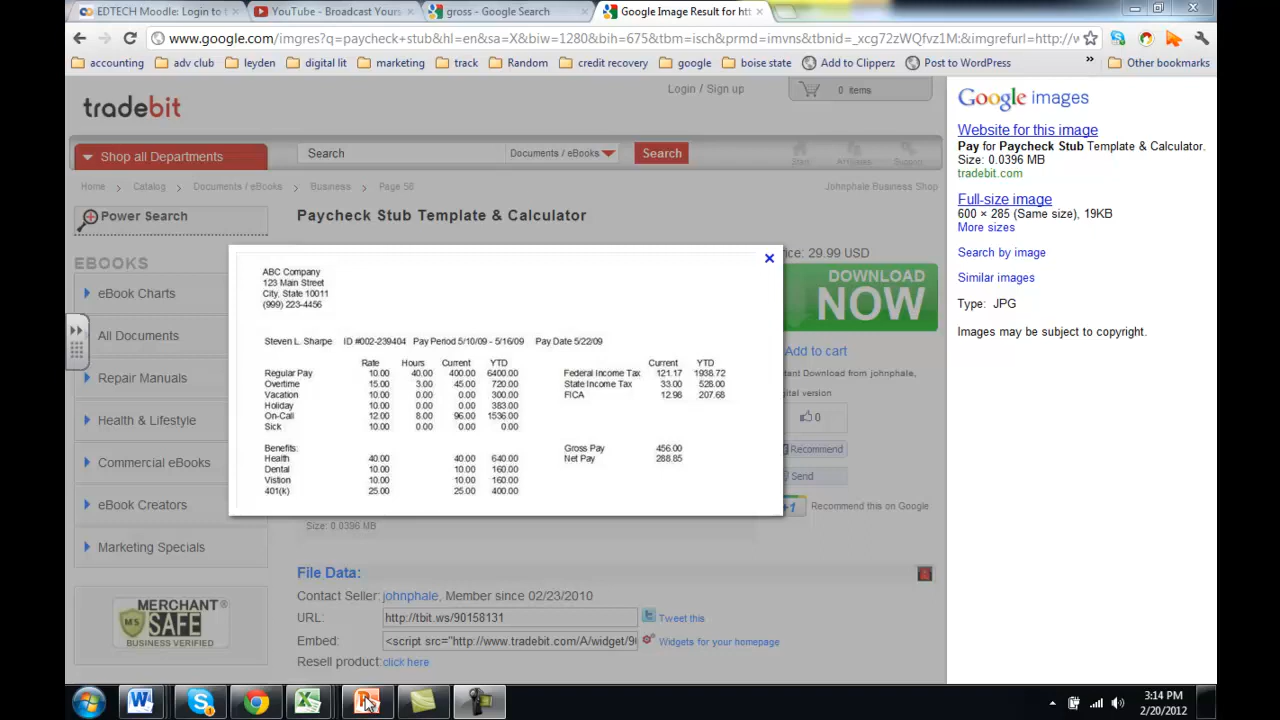 EDTECH Moodle: Login to t
YouTube - Broadcast Yours
gross - Google Search
Google Image Result for htt
www.google.com/imgres?q=paycheck+stub&hl=en&sa=X&biw=1280&bih=675&tbm=isch&prmd=imvns&tbnid=_xcg72zWQfvz1M:&imgrefurl=http://w
accounting adv club leyden digital lit marketing track Random credit recovery google boise state Add to Clipperz Post to WordPress » Other bookmarks
tradebit
Login / Sign up
0 items
Shop all Departments
Search Documents / eBooks Search
Start Affiliates Support
Home Catalog Documents / eBooks Business Page 58 Johnphale Business Shop
Power Search
Paycheck Stub Template & Calculator
EBOOKS
eBook Charts
All Documents
Repair Manuals
Health & Lifestyle
Commercial eBooks
eBook Creators
Marketing Specials
MERCHANT
SAFE
MS
BUSINESS VERIFIED
ice: 29.99 USD
DOWNLOAD
NOW
Add to cart
tant Download from johnphale,
gital version
0
Recommend
Send
+1 Recommend this on Google
ABC Company
123 Main Street
City, State 10011
(999) 223-4456
Steven L. Sharpe ID #002-239404 Pay Period 5/10/09 - 5/16/09 Pay Date 5/22/09
Rate Hours Current YTD
Regular Pay 10.00 40.00 400.00 6400.00
Overtime 15.00 3.00 45.00 720.00
Vacation 10.00 0.00 0.00 300.00
Holiday 10.00 0.00 0.00 383.00
On-Call 12.00 8.00 96.00 1536.00
Sick 10.00 0.00 0.00 0.00
Benefits:
Health 40.00 40.00 640.00
Dental 10.00 10.00 160.00
Vistion 10.00 10.00 160.00
401(k) 25.00 25.00 400.00
Current YTD
Federal Income Tax 121.17 1938.72
State Income Tax 33.00 528.00
FICA 12.98 207.68
Gross Pay 456.00
Net Pay 288.85
Size: 0.0396 MB
File Data:
Contact Seller: johnphale, Member since 02/23/2010
URL: http://tbit.ws/90158131 Tweet this
Embed: <script src="http://www.tradebit.com/A/widget/9 Widgets for your homepage
Resell product: click here
Google images
Website for this image
Pay for Paycheck Stub Template & Calculator.
Size: 0.0396 MB
tradebit.com
Full-size image
600 × 285 (Same size), 19KB
More sizes
Search by image
Similar images
Type: JPG
Images may be subject to copyright.
3:14 PM
2/20/2012